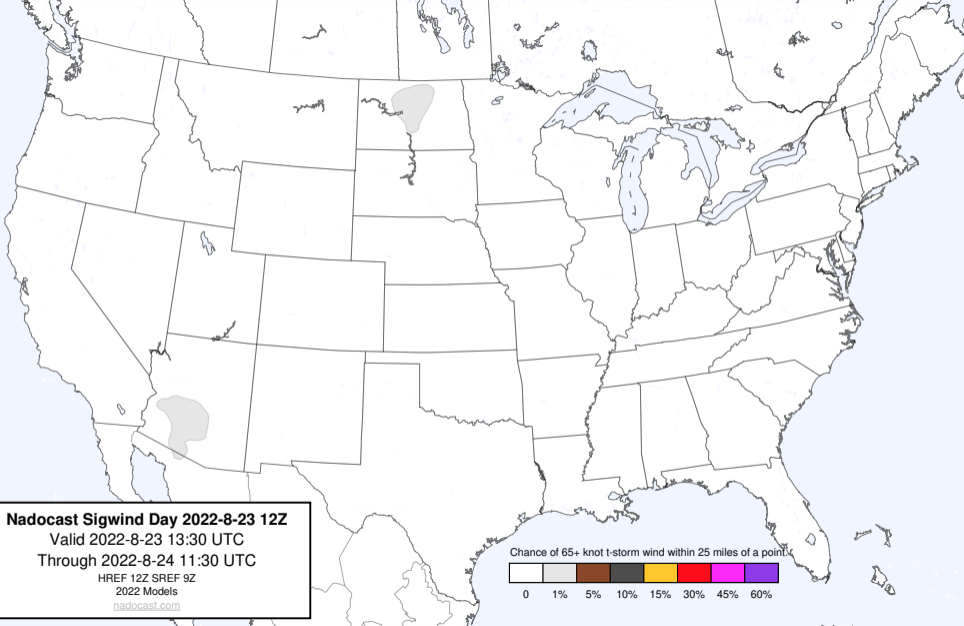 Nadocast Sigwind Day 2022-8-23 12Z
Valid 2022-8-23 13:30 UTC
Through 2022-8-24 11:30 UTC
HREF 12Z SREF 9Z
2022 Models
nadocast.com
Chance of 65+ knot t-storm wind within 25 miles of a point.
0 1% 5% 10% 15% 30% 45% 60%